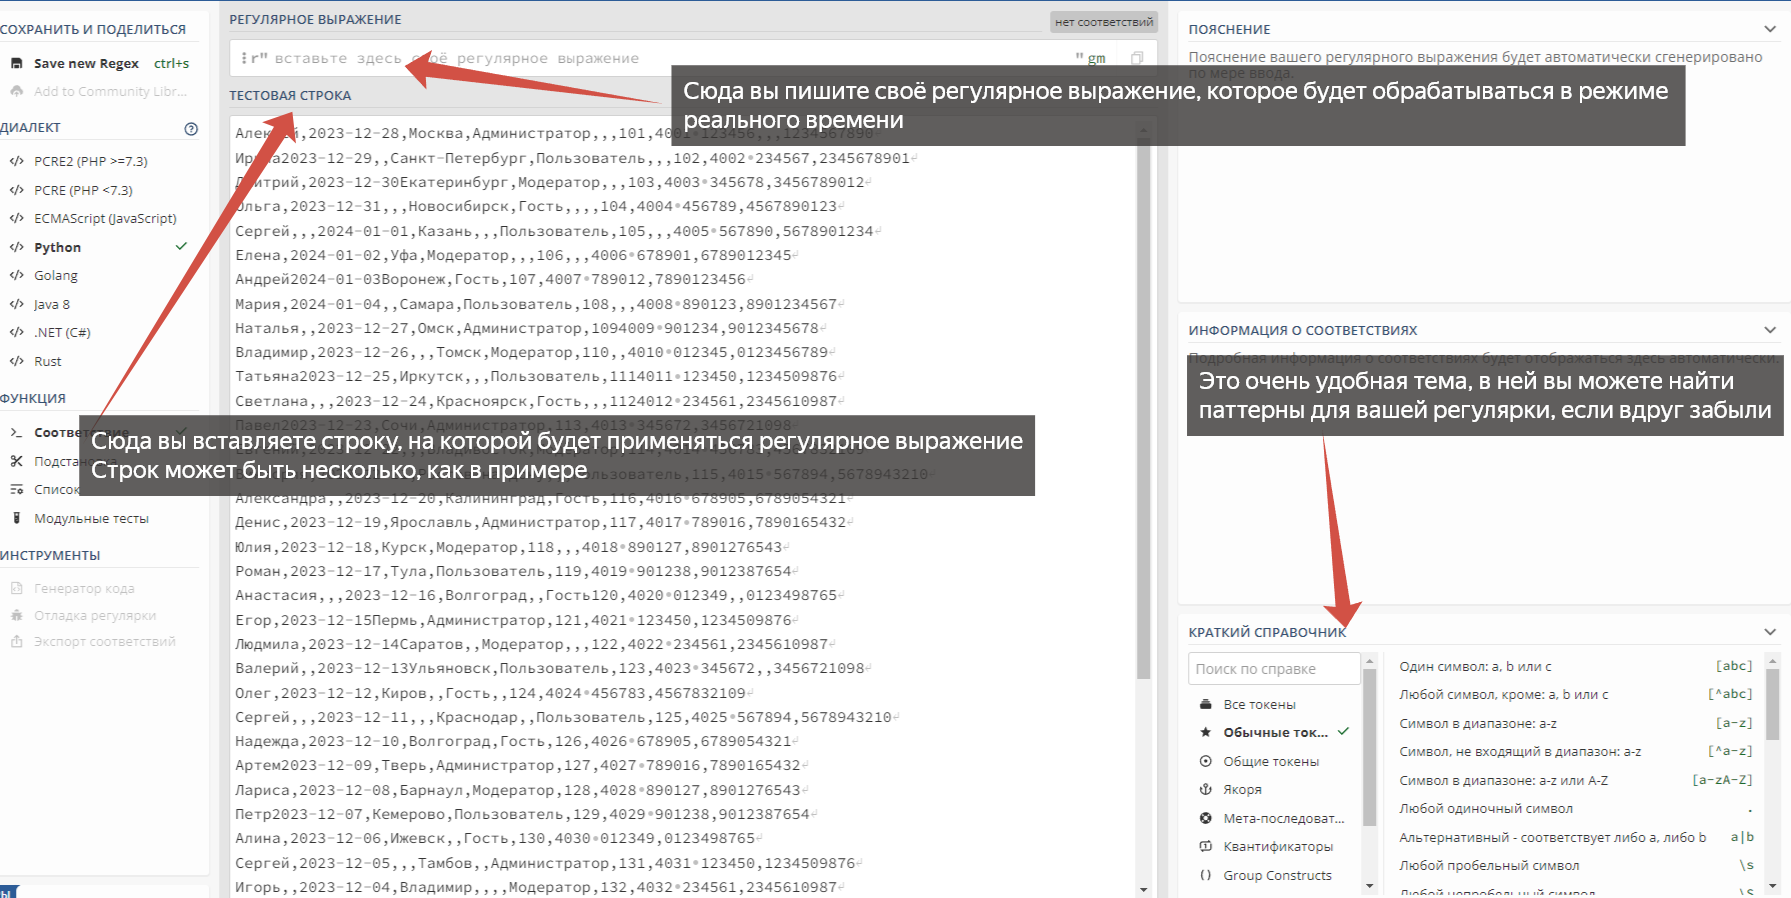 СОХРАНИТЬ И ПОДЕЛИТЬСЯ
Save new Regex ctrl+s
Add to Community Libr...
ДИАЛЕКТ
</> PCRE2 (PHP >=7.3)
</> PCRE (PHP <7.3)
</> ECMAScript (JavaScript)
</> Python
</> Golang
</> Java 8
</> .NET (C#)
</> Rust
ФУНКЦИЯ
Соответствие
Подстано
Список
Модульные тесты
ИНСТРУМЕНТЫ
Генератор кода
Отладка регулярки
Экспорт соответствий
РЕГУЛЯРНОЕ ВЫРАЖЕНИЕ
нет соответствий
r" вставьте здесь своё регулярное выражение " gm
Сюда вы пишите своё регулярное выражение, которое будет обрабатываться в режиме
реального времени
ТЕСТОВАЯ СТРОКА
Алексей,2023-12-28,Москва,Администратор,,,101,4001 123456,,,1234567890
Ирина2023-12-29,,Санкт-Петербург,Пользователь,,,102,4002 234567,2345678901
Дмитрий,2023-12-30Екатеринбург,Модератор,,,103,4003 345678,3456789012
Ольга,2023-12-31,,,Новосибирск,Гость,,,,104,4004 456789,4567890123
Сергей,,,2024-01-01,Казань,,,Пользователь,105,,,4005 567890,5678901234
Елена,2024-01-02,Уфа,Модератор,,,106,,,4006 678901,6789012345
Андрей2024-01-03Воронеж,Гость,107,4007 789012,7890123456
Мария,2024-01-04,,Самара,Пользователь,108,,,4008 890123,8901234567
Наталья,,2023-12-27,Омск,Администратор,1094009 901234,9012345678
Владимир,2023-12-26,,,Томск,Модератор,110,,4010 012345,0123456789
Татьяна2023-12-25,Иркутск,,,Пользователь,1114011 123450,1234509876
Светлана,,,2023-12-24,Красноярск,Гость,,,1124012 234561,2345610987
Павел2023-12-23,Сочи,Администратор,113,4013 345672,3456721098
Сюда вы вставляете строку, на которой будет применяться регулярное выражение
Строк может быть несколько, как в примере
Пользователь,115,4015 567894,5678943210
Александра,,2023-12-20,Калининград,Гость,116,4016 678905,6789054321
Денис,2023-12-19,Ярославль,Администратор,117,4017 789016,7890165432
Юлия,2023-12-18,Курск,Модератор,118,,,4018 890127,8901276543
Роман,2023-12-17,Тула,Пользователь,119,4019 901238,9012387654
Анастасия,,,2023-12-16,Волгоград,,Гость120,4020 012349,,0123498765
Егор,2023-12-15Пермь,Администратор,121,4021 123450,1234509876
Людмила,2023-12-14Саратов,,Модератор,,,122,4022 234561,2345610987
Валерий,,2023-12-13Ульяновск,Пользователь,123,4023 345672,,3456721098
Олег,2023-12-12,Киров,,Гость,,124,4024 456783,4567832109
Сергей,,,2023-12-11,,,Краснодар,,Пользователь,125,4025 567894,5678943210
Надежда,2023-12-10,Волгоград,Гость,126,4026 678905,6789054321
Артем2023-12-09,Тверь,Администратор,127,4027 789016,7890165432
Лариса,2023-12-08,Барнаул,Модератор,128,4028 890127,8901276543
Петр2023-12-07,Кемерово,Пользователь,129,4029 901238,9012387654
Алина,2023-12-06,Ижевск,,Гость,130,4030 012349,0123498765
Сергей,2023-12-05,,,Тамбов,,Администратор,131,4031 123450,1234509876
Игорь,,2023-12-04,Владимир,,,,Модератор,132,4032 234561,2345610987
ПОЯСНЕНИЕ
Пояснение вашего регулярного выражения будет автоматически сгенерировано
по мере ввода.
ИНФОРМАЦИЯ О СООТВЕТСТВИЯХ
Подробная информация о соответствиях будет отображаться здесь автоматически.
Это очень удобная тема, в ней вы можете найти
паттерны для вашей регулярки, если вдруг забыли
КРАТКИЙ СПРАВОЧНИК
Поиск по справке
Все токены
Обычные ток...
Общие токены
Якоря
Мета-последоват...
Квантификаторы
Group Constructs
Один символ: a, b или c [abc]
Любой символ, кроме: a, b или c [^abc]
Символ в диапазоне: a-z [a-z]
Символ, не входящий в диапазон: a-z [^a-z]
Символ в диапазоне: a-z или A-Z [a-zA-Z]
Любой одиночный символ .
Альтернативный - соответствует либо a, либо b a|b
Любой пробельный символ \s
Любой непробельный символ \S